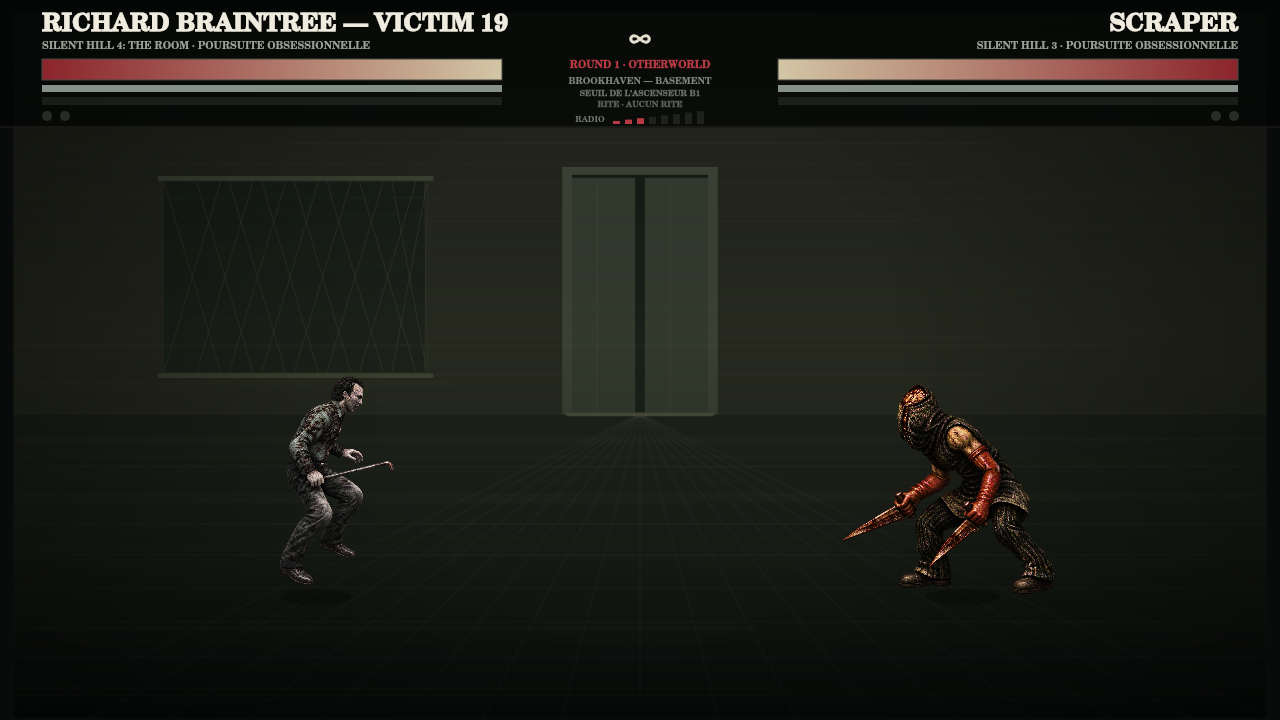 RICHARD BRAINTREE — VICTIM 19
SILENT HILL 4: THE ROOM · POURSUITE OBSESSIONNELLE
∞
ROUND 1 · OTHERWORLD
BROOKHAVEN — BASEMENT
SEUIL DE L'ASCENSEUR B1
RITE · AUCUN RITE
RADIO
SCRAPER
SILENT HILL 3 · POURSUITE OBSESSIONNELLE